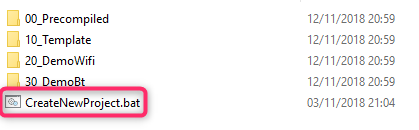 00_Precompiled 12/11/2018 20:59
10_Template 12/11/2018 20:59
20_DemoWifi 12/11/2018 20:59
30_DemoBt 12/11/2018 20:59
CreateNewProject.bat 03/11/2018 21:04